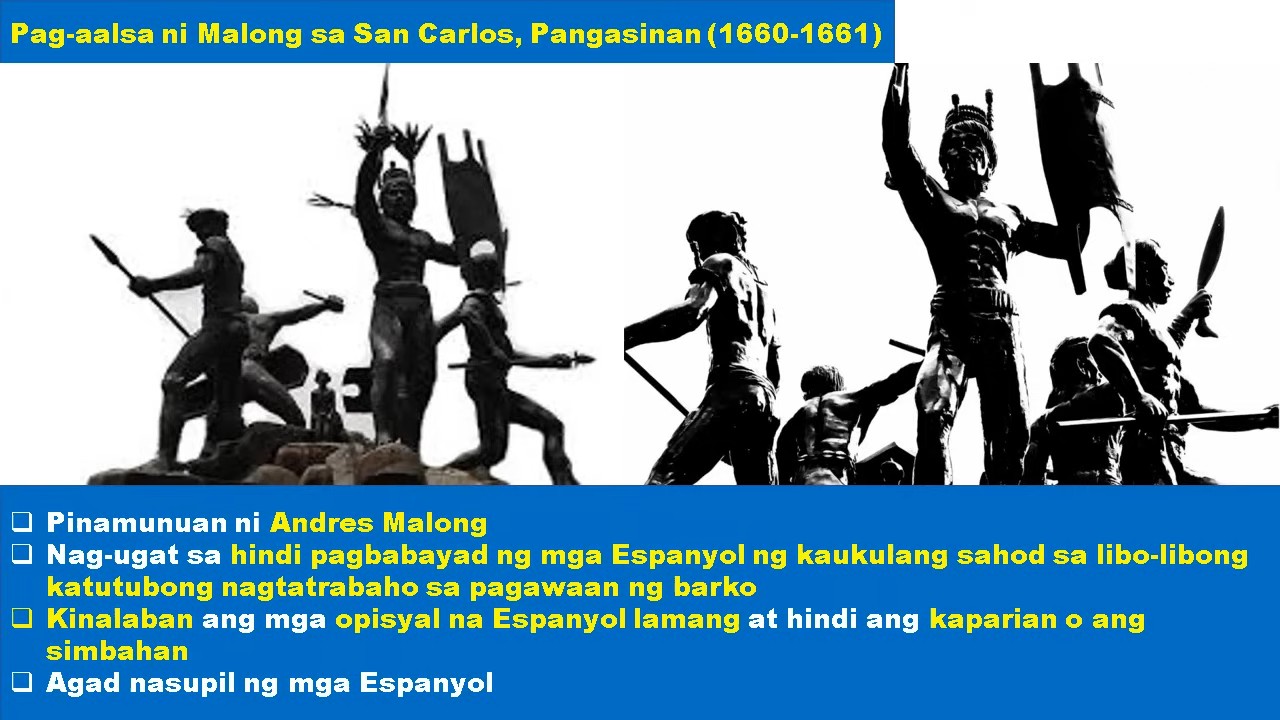 Pag-aalsa ni Malong sa San Carlos, Pangasinan (1660-1661)
❑ Pinamunuan ni Andres Malong
❑ Nag-ugat sa hindi pagbabayad ng mga Espanyol ng kaukulang sahod sa libo-libong
katutubong nagtatrabaho sa pagawaan ng barko
❑ Kinalaban ang mga opisyal na Espanyol lamang at hindi ang kaparian o ang
simbahan
❑ Agad nasupil ng mga Espanyol